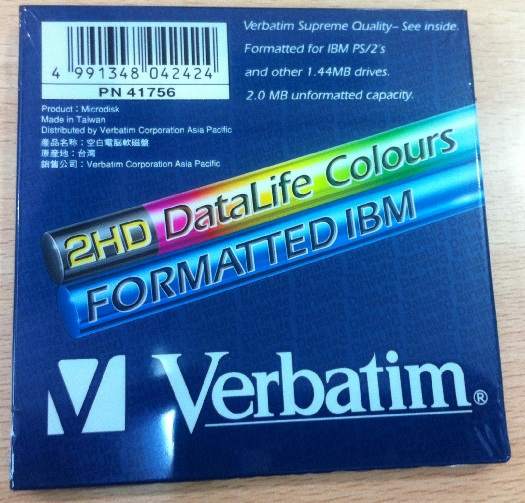 4 991348 042424
PN 41756
Product : Microdisk
Made in Taiwan
Distributed by Verbatim Corporation Asia Pacific
產品名稱 : 空白電腦軟磁盤
原産地 : 台灣
銷售公司 : Verbatim Corporation Asia Pacific
Verbatim Supreme Quality– See inside.
Formatted for IBM PS/2's
and other 1.44MB drives.
2.0 MB unformatted capacity.
2HD DataLife Colours
FORMATTED IBM
Verbatim®